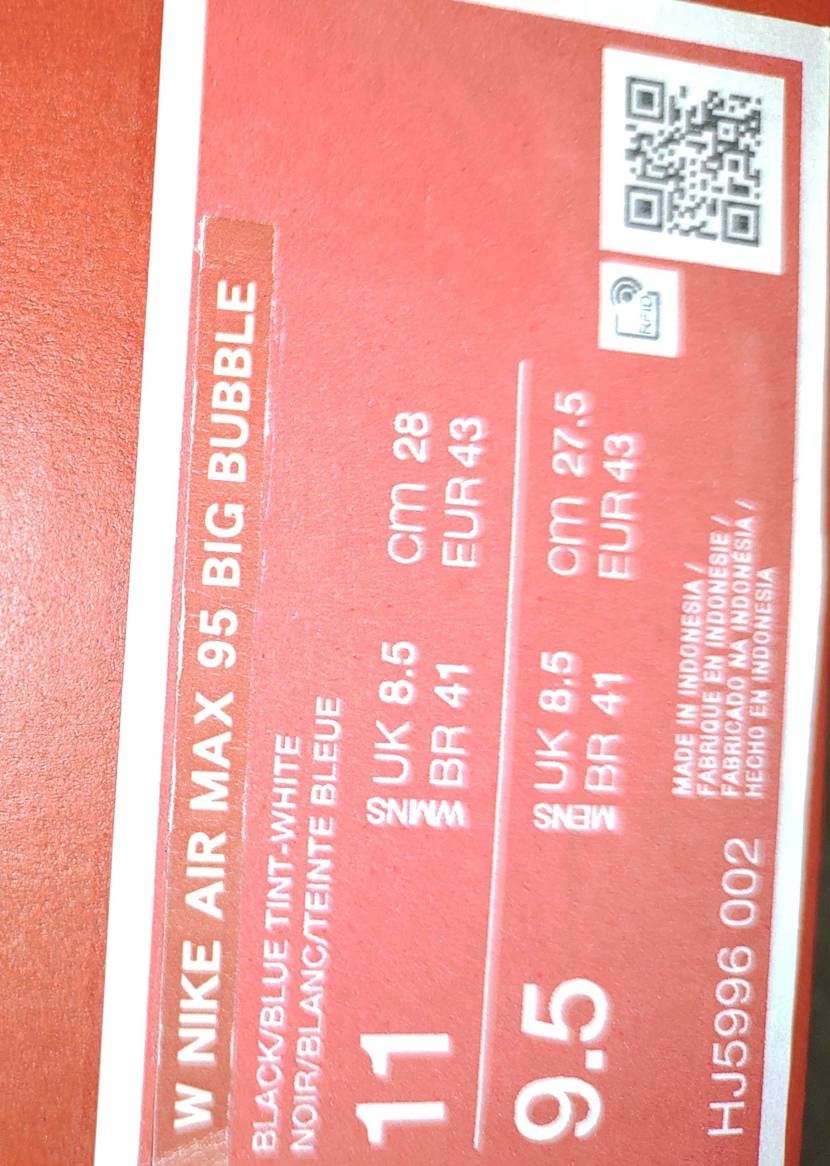 W NIKE AIR MAX 95 BIG BUBBLE
BLACK/BLUE TINT-WHITE
NOIR/BLANC/TEINTE BLEUE
11
WMNS
UK 8.5 cm 28
BR 41 EUR 43
9.5
MENS
UK 8.5 cm 27.5
BR 41 EUR 43
RFID
HJ5996 002
MADE IN INDONESIA /
FABRIQUE EN INDONESIE /
FABRICADO NA INDONÉSIA /
HECHO EN INDONESIA